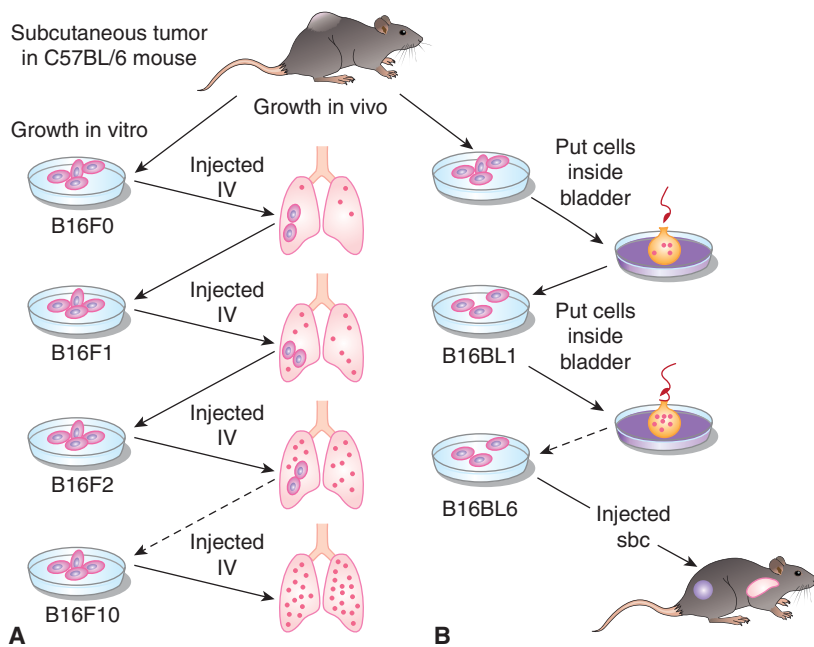 Subcutaneous tumor
in C57BL/6 mouse
Growth in vivo
Growth in vitro
Injected
IV
B16F0
Injected
IV
B16F1
Injected
IV
B16F2
Injected
IV
B16F10
A
Put cells
inside
bladder
B16BL1
Put cells
inside
bladder
B16BL6
Injected
sbc
B